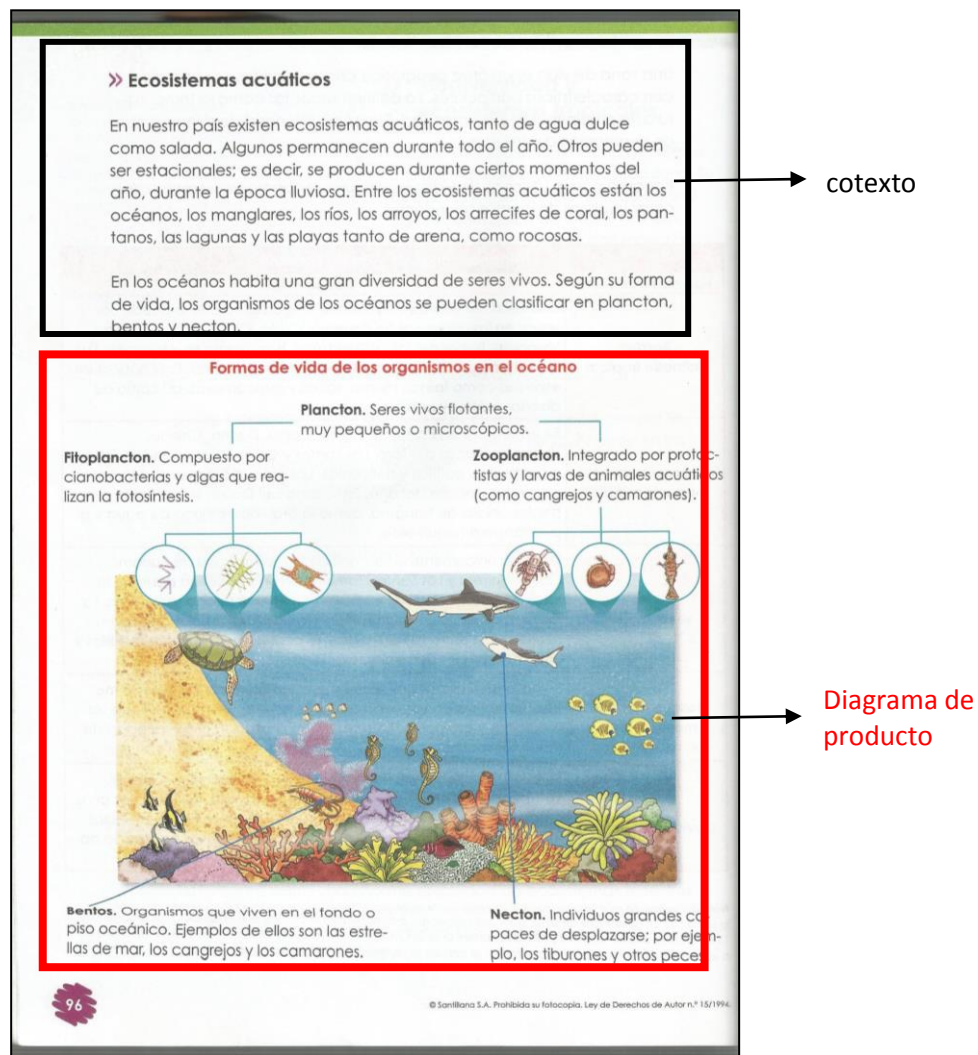 » Ecosistemas acuáticos
En nuestro país existen ecosistemas acuáticos, tanto de agua dulce
como salada. Algunos permanecen durante todo el año. Otros pueden
ser estacionales; es decir, se producen durante ciertos momentos del
año, durante la época lluviosa. Entre los ecosistemas acuáticos están los
océanos, los manglares, los ríos, los arroyos, los arrecifes de coral, los pan-
tanos, las lagunas y las playas tanto de arena, como rocosas.
En los océanos habita una gran diversidad de seres vivos. Según su forma
de vida, los organismos de los océanos se pueden clasificar en plancton,
bentos y necton.
cotexto
Formas de vida de los organismos en el océano
Plancton. Seres vivos flotantes,
muy pequeños o microscópicos.
Fitoplancton. Compuesto por
cianobacterias y algas que rea-
lizan la fotosíntesis.
Zooplancton. Integrado por protoc-
tistas y larvas de animales acuáticos
(como cangrejos y camarones).
Diagrama de
producto
Bentos. Organismos que viven en el fondo o
piso oceánico. Ejemplos de ellos son las estre-
llas de mar, los cangrejos y los camarones.
Necton. Individuos grandes ca-
paces de desplazarse; por ejem-
plo, los tiburones y otros peces.
96
© Santillana S.A. Prohibida su fotocopia. Ley de Derechos de Autor n.° 15/1994.